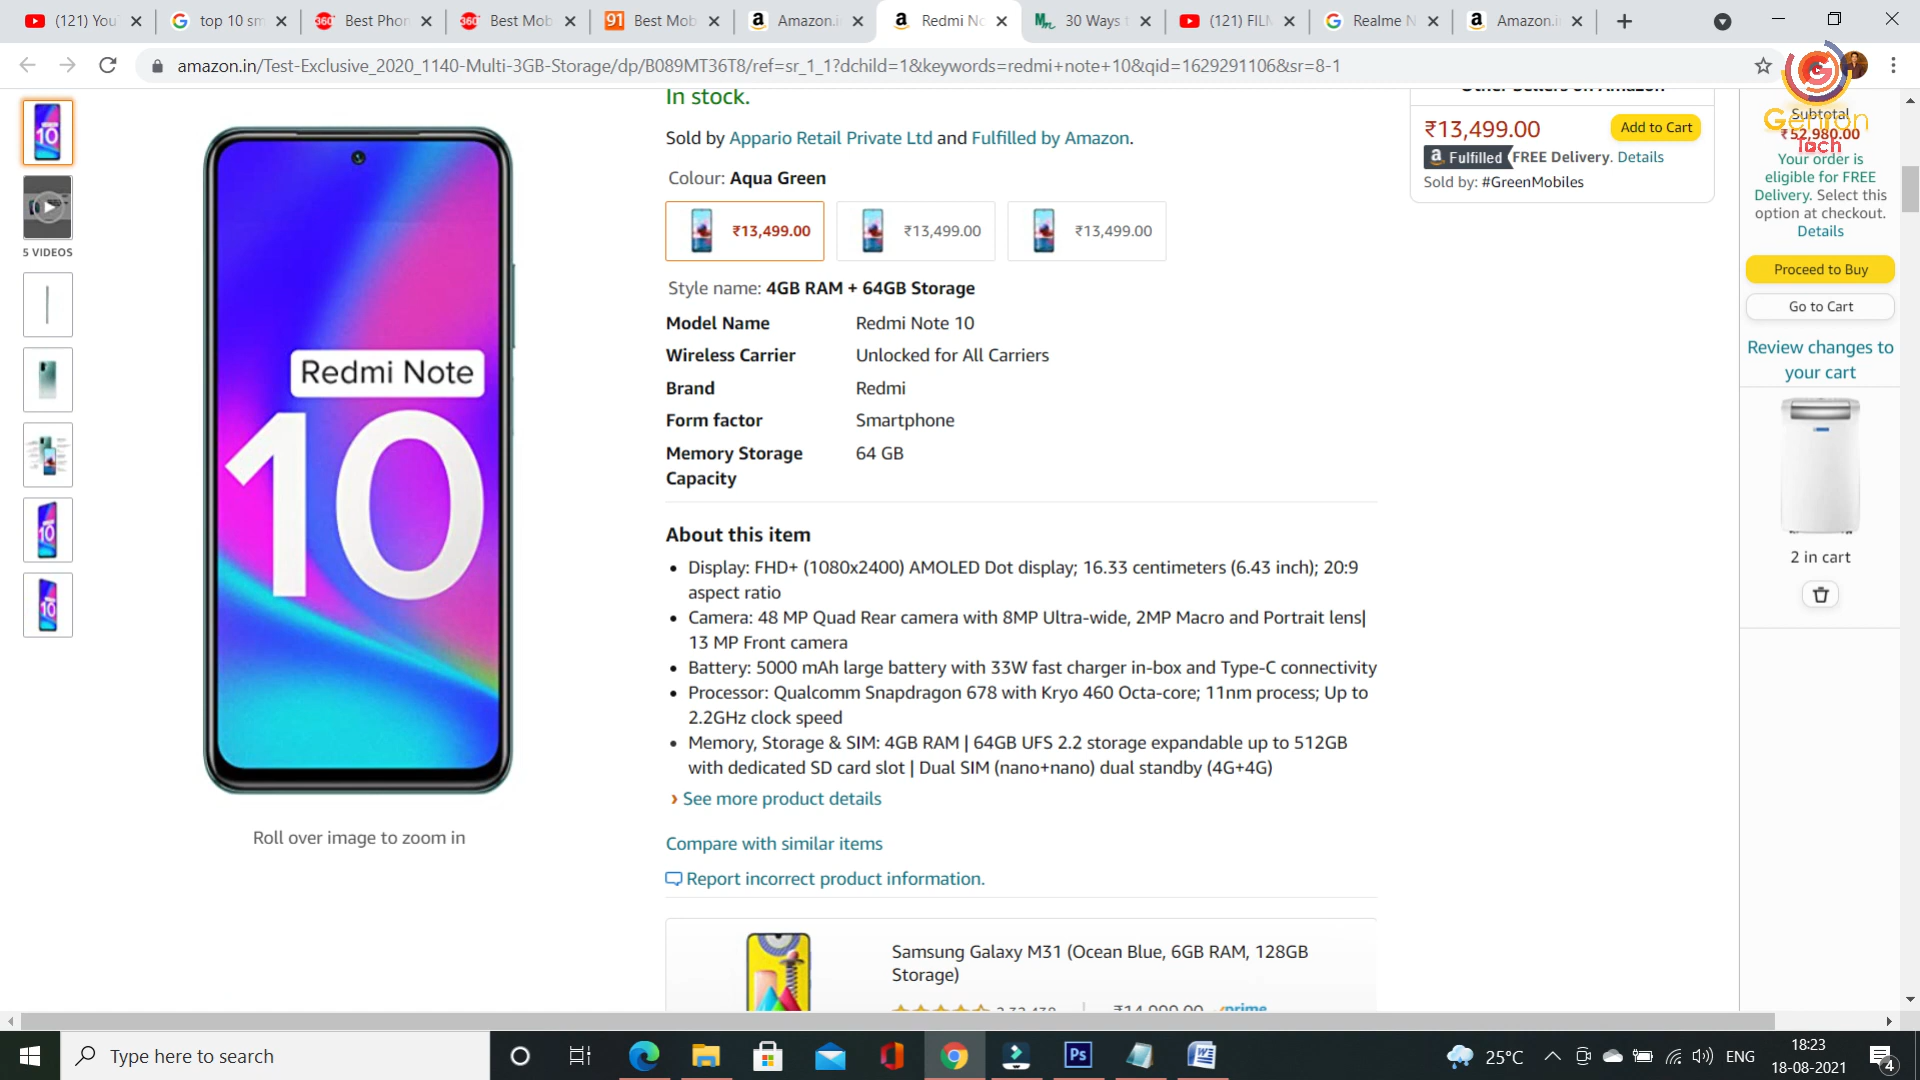 (121) You
top 10 sm
Best Phon
Best Mob
Best Mob
Amazon.i
Redmi No
30 Ways
(121) FIL
Realme N
Amazon.i
amazon.in/Test-Exclusive_2020_1140-Multi-3GB-Storage/dp/B089MT36T8/ref=sr_1_1?dchild=1&keywords=redmi+note+10&qid=1629291106&sr=8-1
In stock.
Sold by Appario Retail Private Ltd and Fulfilled by Amazon.
Colour: Aqua Green
₹13,499.00
₹13,499.00
₹13,499.00
Style name: 4GB RAM + 64GB Storage
Model Name Redmi Note 10
Wireless Carrier Unlocked for All Carriers
Brand Redmi
Form factor Smartphone
Memory Storage 64 GB
Capacity
About this item
• Display: FHD+ (1080x2400) AMOLED Dot display; 16.33 centimeters (6.43 inch); 20:9
aspect ratio
• Camera: 48 MP Quad Rear camera with 8MP Ultra-wide, 2MP Macro and Portrait lens|
13 MP Front camera
• Battery: 5000 mAh large battery with 33W fast charger in-box and Type-C connectivity
• Processor: Qualcomm Snapdragon 678 with Kryo 460 Octa-core; 11nm process; Up to
2.2GHz clock speed
• Memory, Storage & SIM: 4GB RAM | 64GB UFS 2.2 storage expandable up to 512GB
with dedicated SD card slot | Dual SIM (nano+nano) dual standby (4G+4G)
› See more product details
Compare with similar items
Report incorrect product information.
Samsung Galaxy M31 (Ocean Blue, 6GB RAM, 128GB
Storage)
prime
5 VIDEOS
Redmi Note
10
Roll over image to zoom in
Other Sellers on Amazon
₹13,499.00
Add to Cart
Fulfilled FREE Delivery. Details
Sold by: #GreenMobiles
Subtotal
₹52,980.00
Your order is
eligible for FREE
Delivery. Select this
option at checkout.
Details
Proceed to Buy
Go to Cart
Review changes to
your cart
2 in cart
Tech
Type here to search
25°C
ENG
18:23
18-08-2021
4